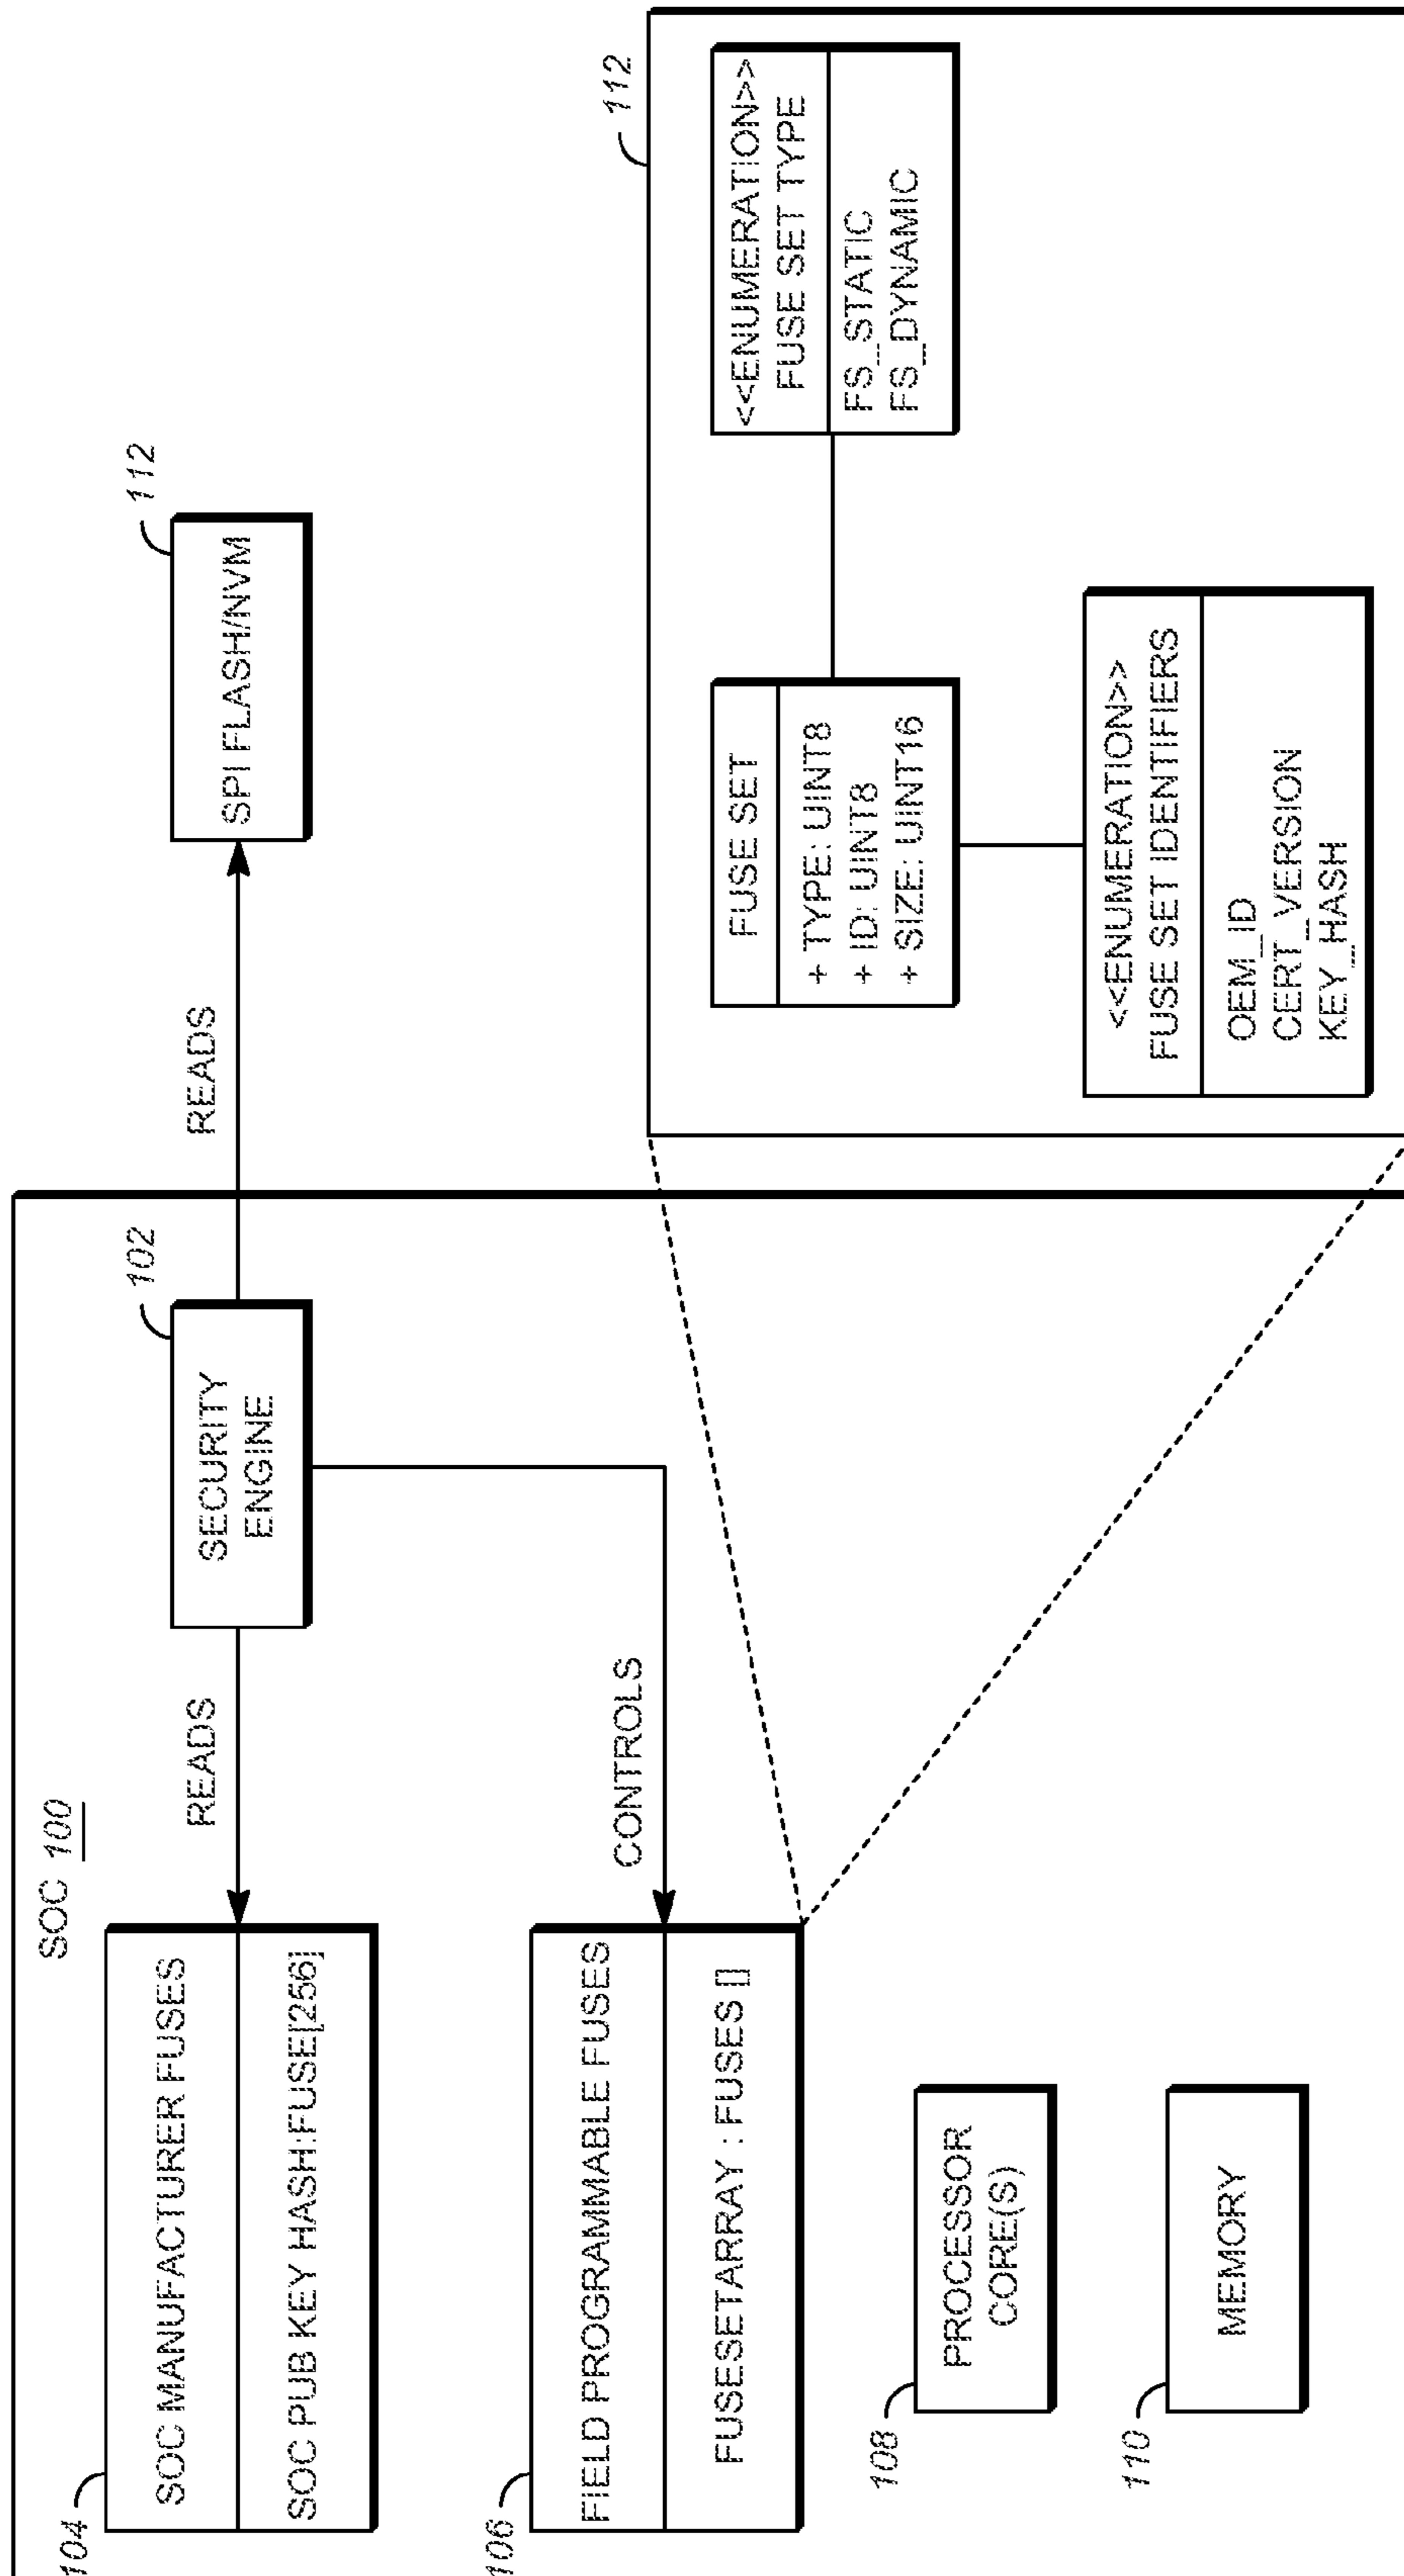 SOC 100
104
SOC MANUFACTURER FUSES
SOC PUB KEY HASH:FUSE[256]
READS
102
SECURITY
ENGINE
READS
112
SPI FLASH/NVM
106
FIELD PROGRAMMABLE FUSES
FUSESETARRAY : FUSES []
CONTROLS
108
PROCESSOR
CORE(S)
110
MEMORY
112
FUSE SET
+ TYPE: UINT8
+ ID: UINT8
+ SIZE: UINT16
<<ENUMERATION>>
FUSE SET TYPE
FS_STATIC
FS_DYNAMIC
<<ENUMERATION>>
FUSE SET IDENTIFIERS
OEM_ID
CERT_VERSION
KEY_HASH